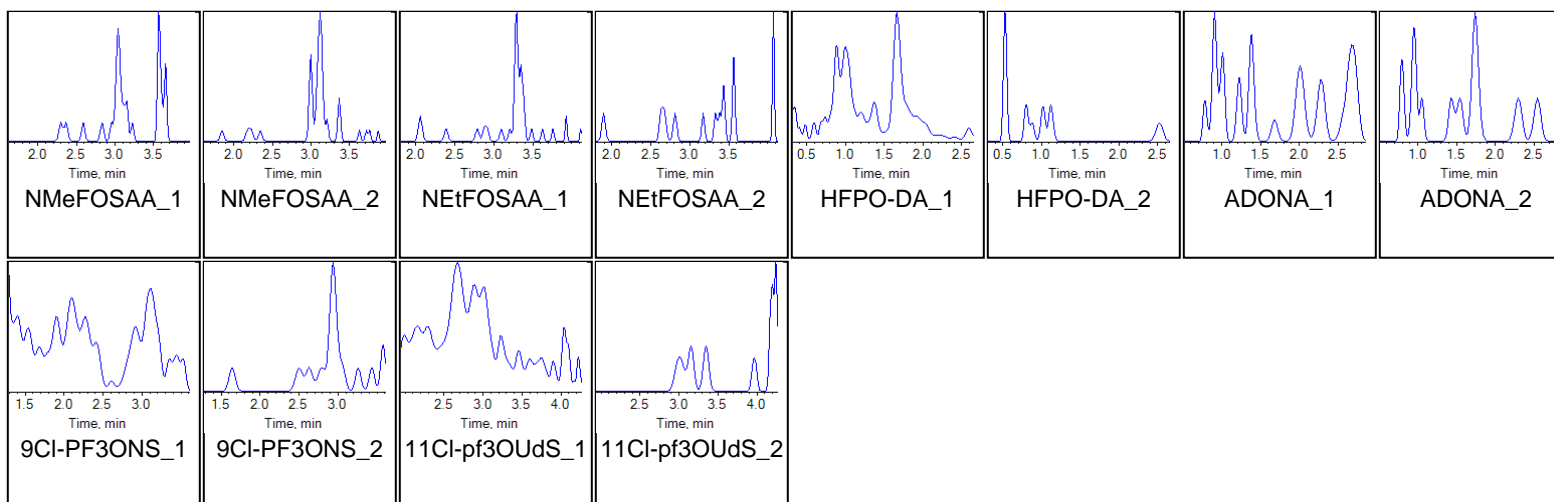 2.0 3.0 3.5
Time, min
NMeFOSAA_1
2.0 3.0 3.5
Time, min
NMeFOSAA_2
2.0 2.5 3.0 3.5
Time, min
NEtFOSAA_1
2.0 2.5 3.0 3.5
Time, min
NEtFOSAA_2
0.5 1.0 1.5 2.0 2.5
Time, min
HFPO-DA_1
0.5 1.0 1.5 2.0 2.5
Time, min
HFPO-DA_2
1.0 1.5 2.0 2.5
Time, min
ADONA_1
1.0 1.5 2.0 2.5
Time, min
ADONA_2
1.5 2.0 2.5 3.0
Time, min
9Cl-PF3ONS_1
1.5 2.0 2.5 3.0
Time, min
9Cl-PF3ONS_2
2.5 3.0 3.5 4.0
Time, min
11Cl-pf3OUdS_1
2.5 3.0 3.5 4.0
Time, min
11Cl-pf3OUdS_2